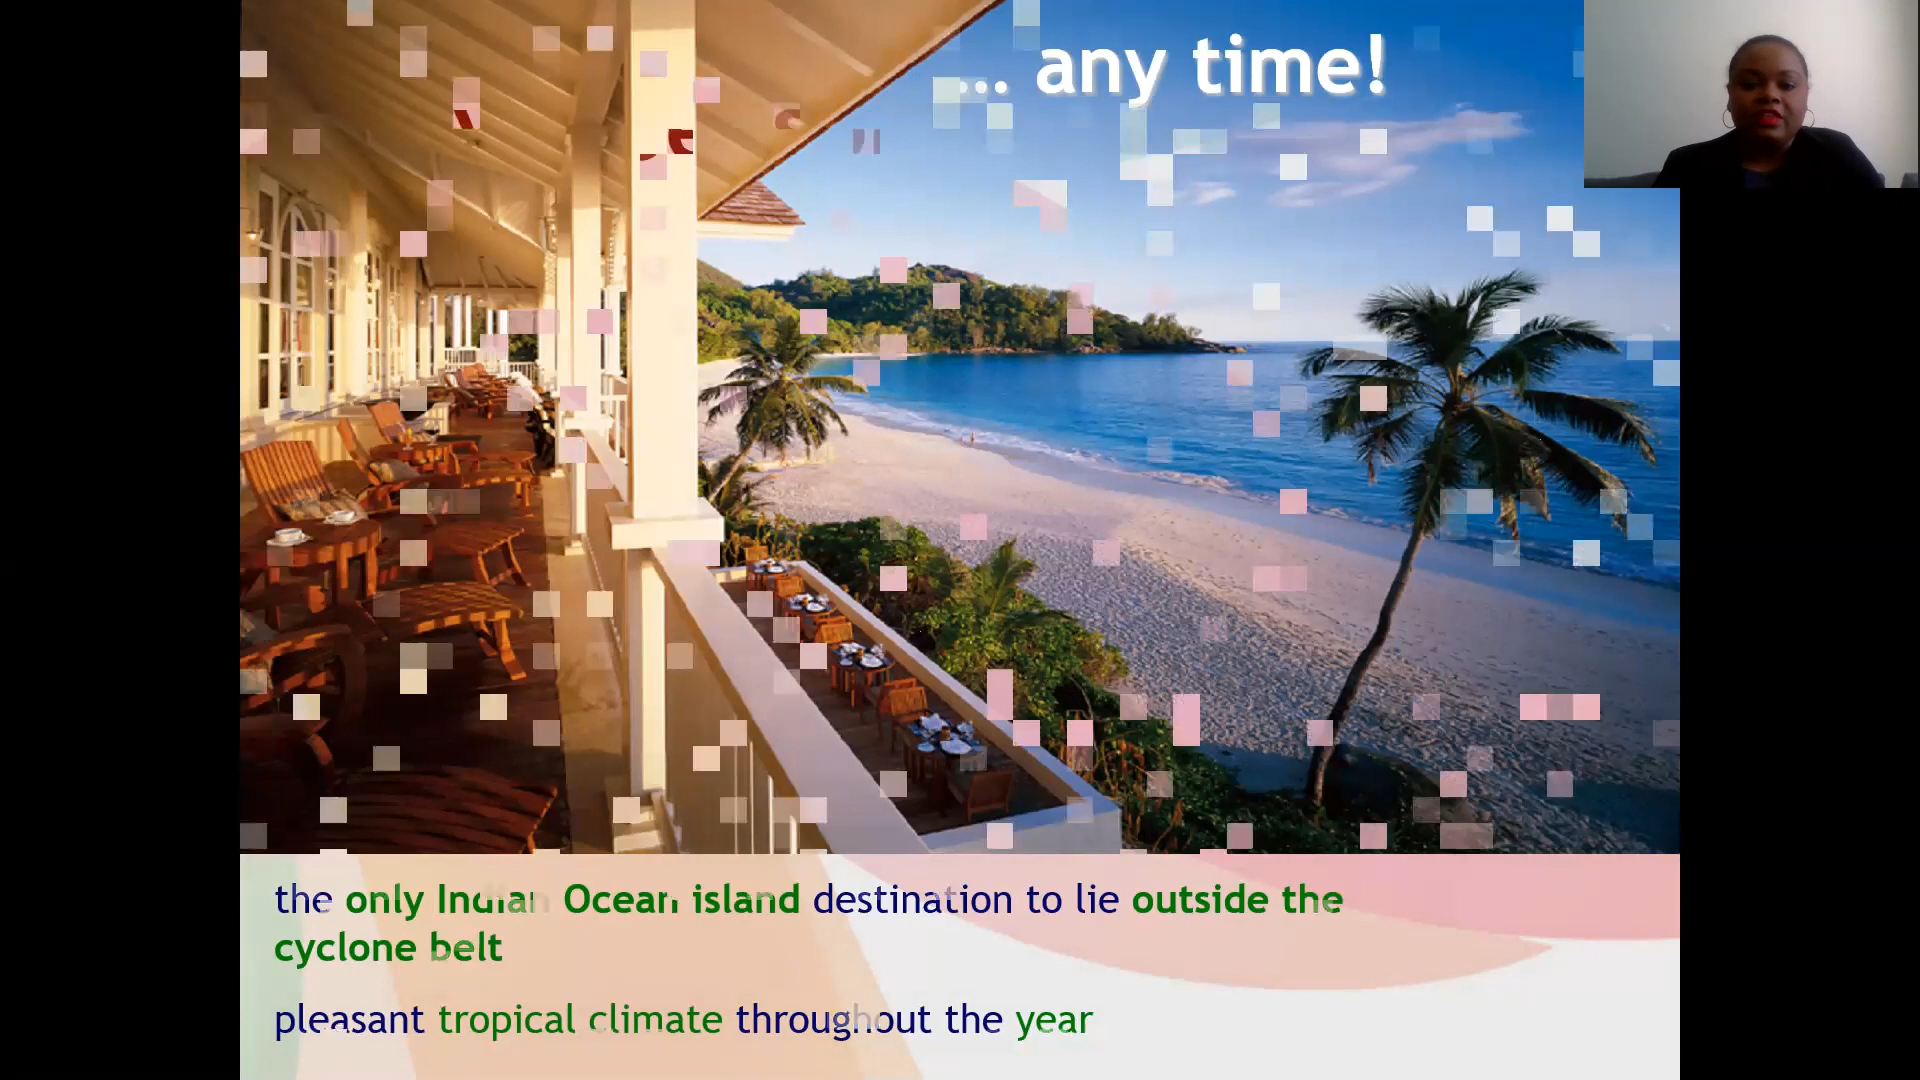 ... any time!
the only Indian Ocean island destination to lie outside the
cyclone belt
pleasant tropical climate throughout the year